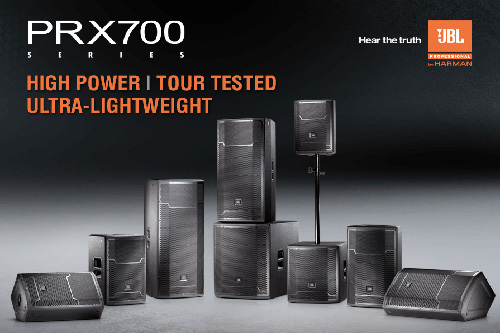 PRX700
SERIES
HIGH POWER | TOUR TESTED
ULTRA-LIGHTWEIGHT
Hear the truth
JBL
PROFESSIONAL
by HARMAN